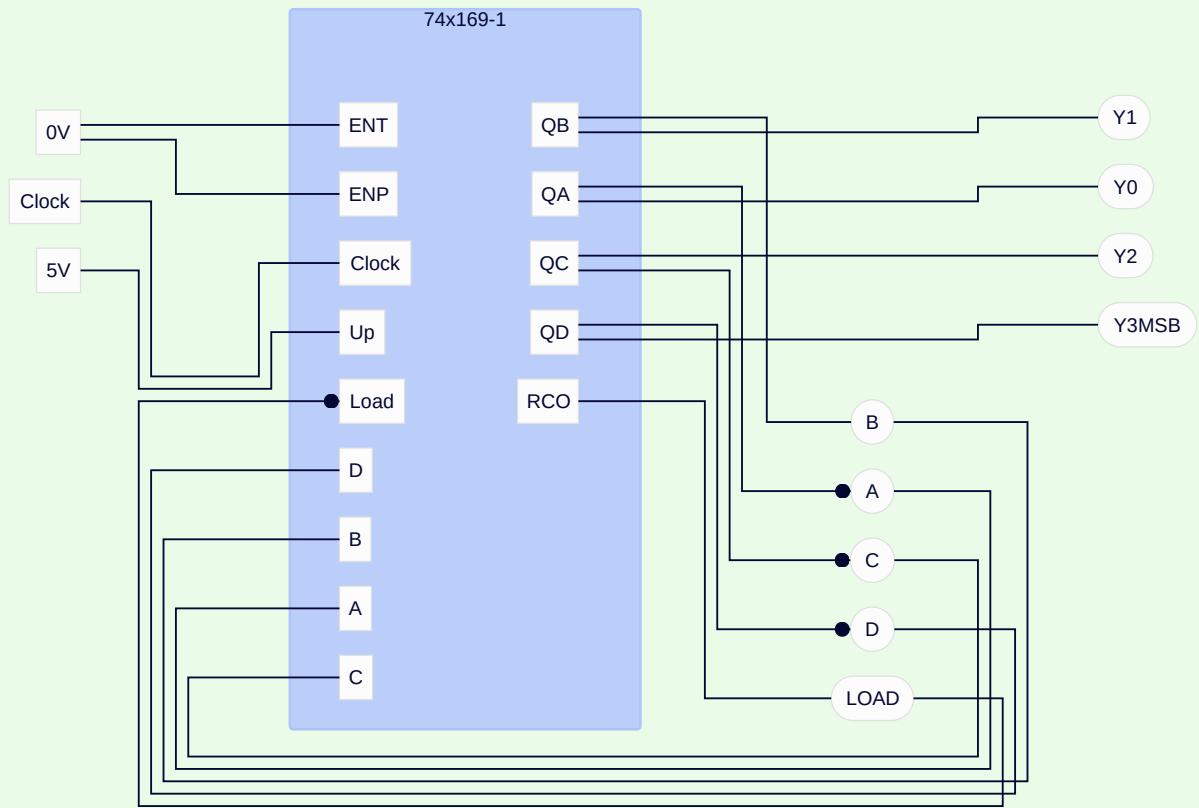 74x169-1
0V
Clock
5V
ENT
ENP
Clock
Up
Load
D
B
A
C
QB
QA
QC
QD
RCO
Y1
Y0
Y2
Y3MSB
B
A
C
D
LOAD